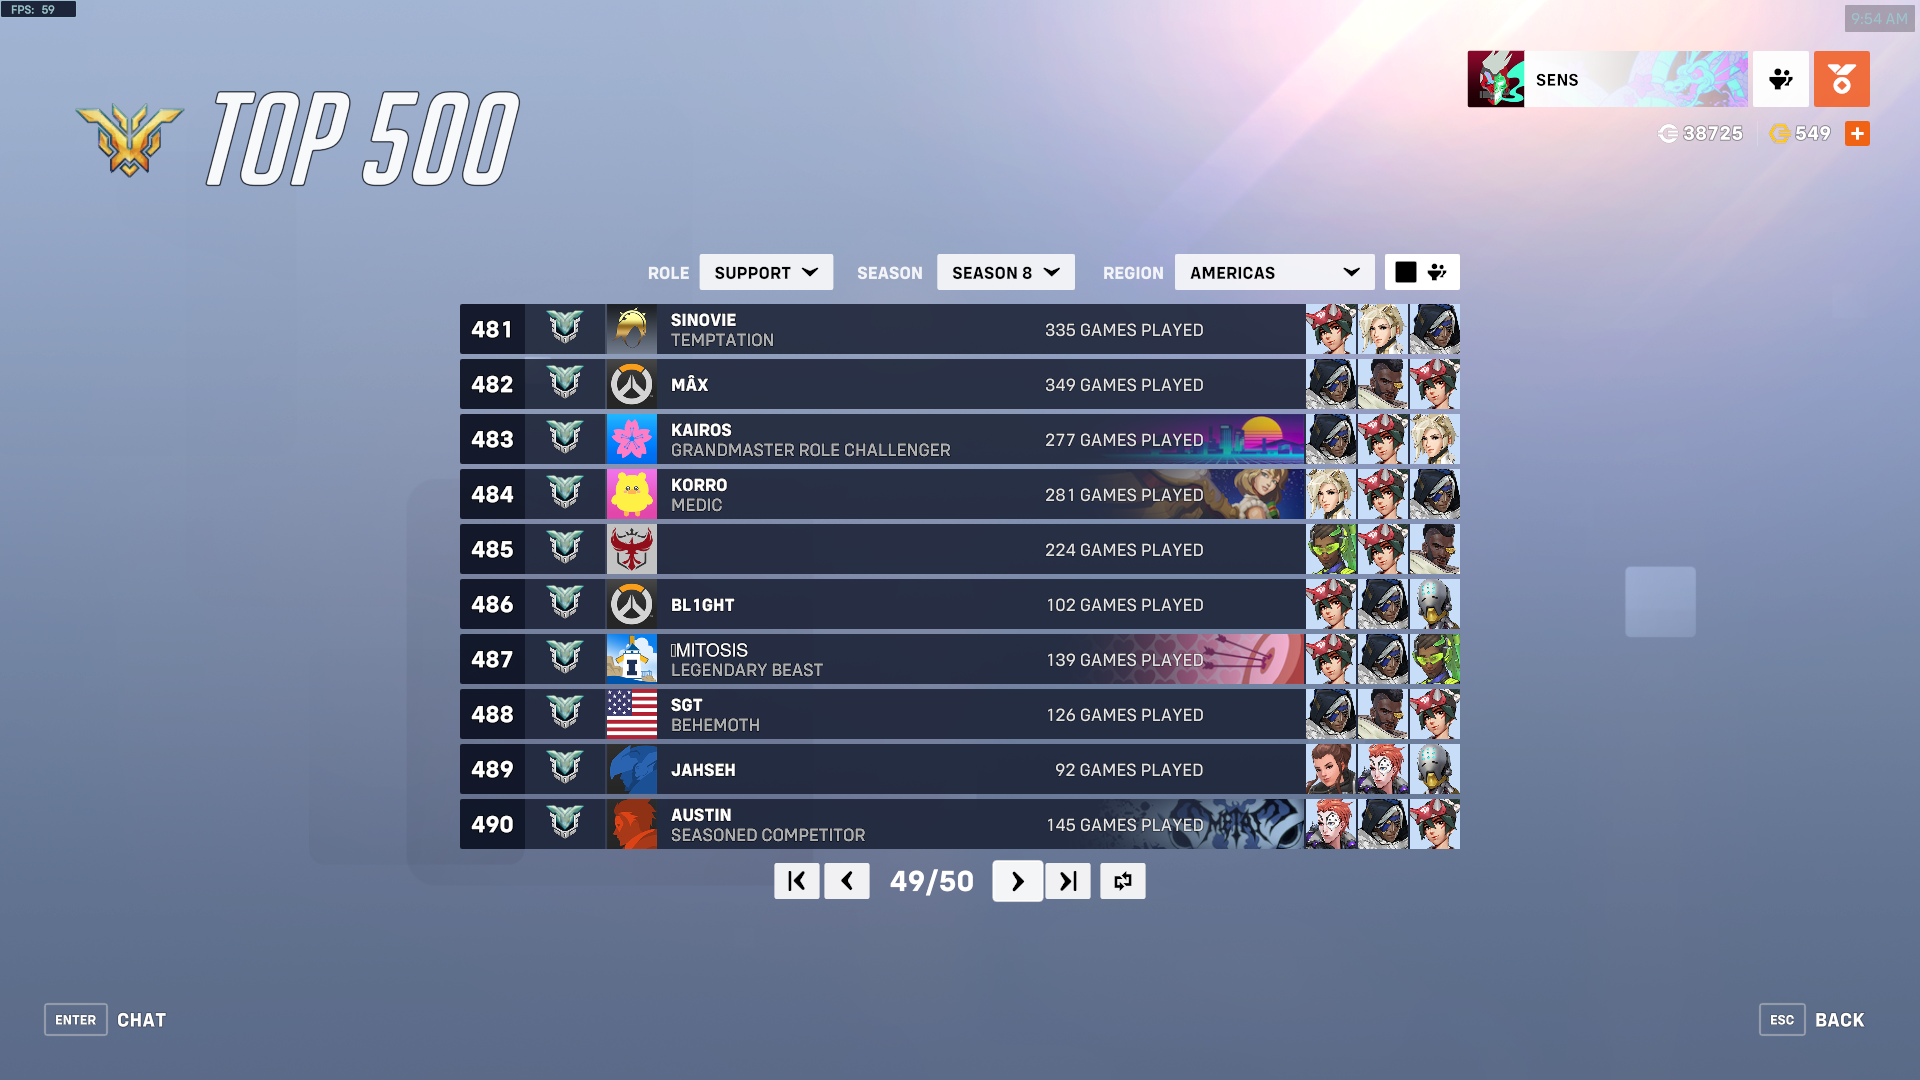 FPS: 59
9:54 AM
TOP 500
SENS
38725 549
ROLE SUPPORT SEASON SEASON 8 REGION AMERICAS
481 SINOVIE 335 GAMES PLAYED
TEMPTATION
482 MÂX 349 GAMES PLAYED
483 KAIROS 277 GAMES PLAYED
GRANDMASTER ROLE CHALLENGER
484 KORRO 281 GAMES PLAYED
MEDIC
485 224 GAMES PLAYED
486 BL1GHT 102 GAMES PLAYED
487 ▯MITOSIS 139 GAMES PLAYED
LEGENDARY BEAST
488 SGT 126 GAMES PLAYED
BEHEMOTH
489 JAHSEH 92 GAMES PLAYED
490 AUSTIN 145 GAMES PLAYED
SEASONED COMPETITOR
49/50
ENTER CHAT
ESC BACK